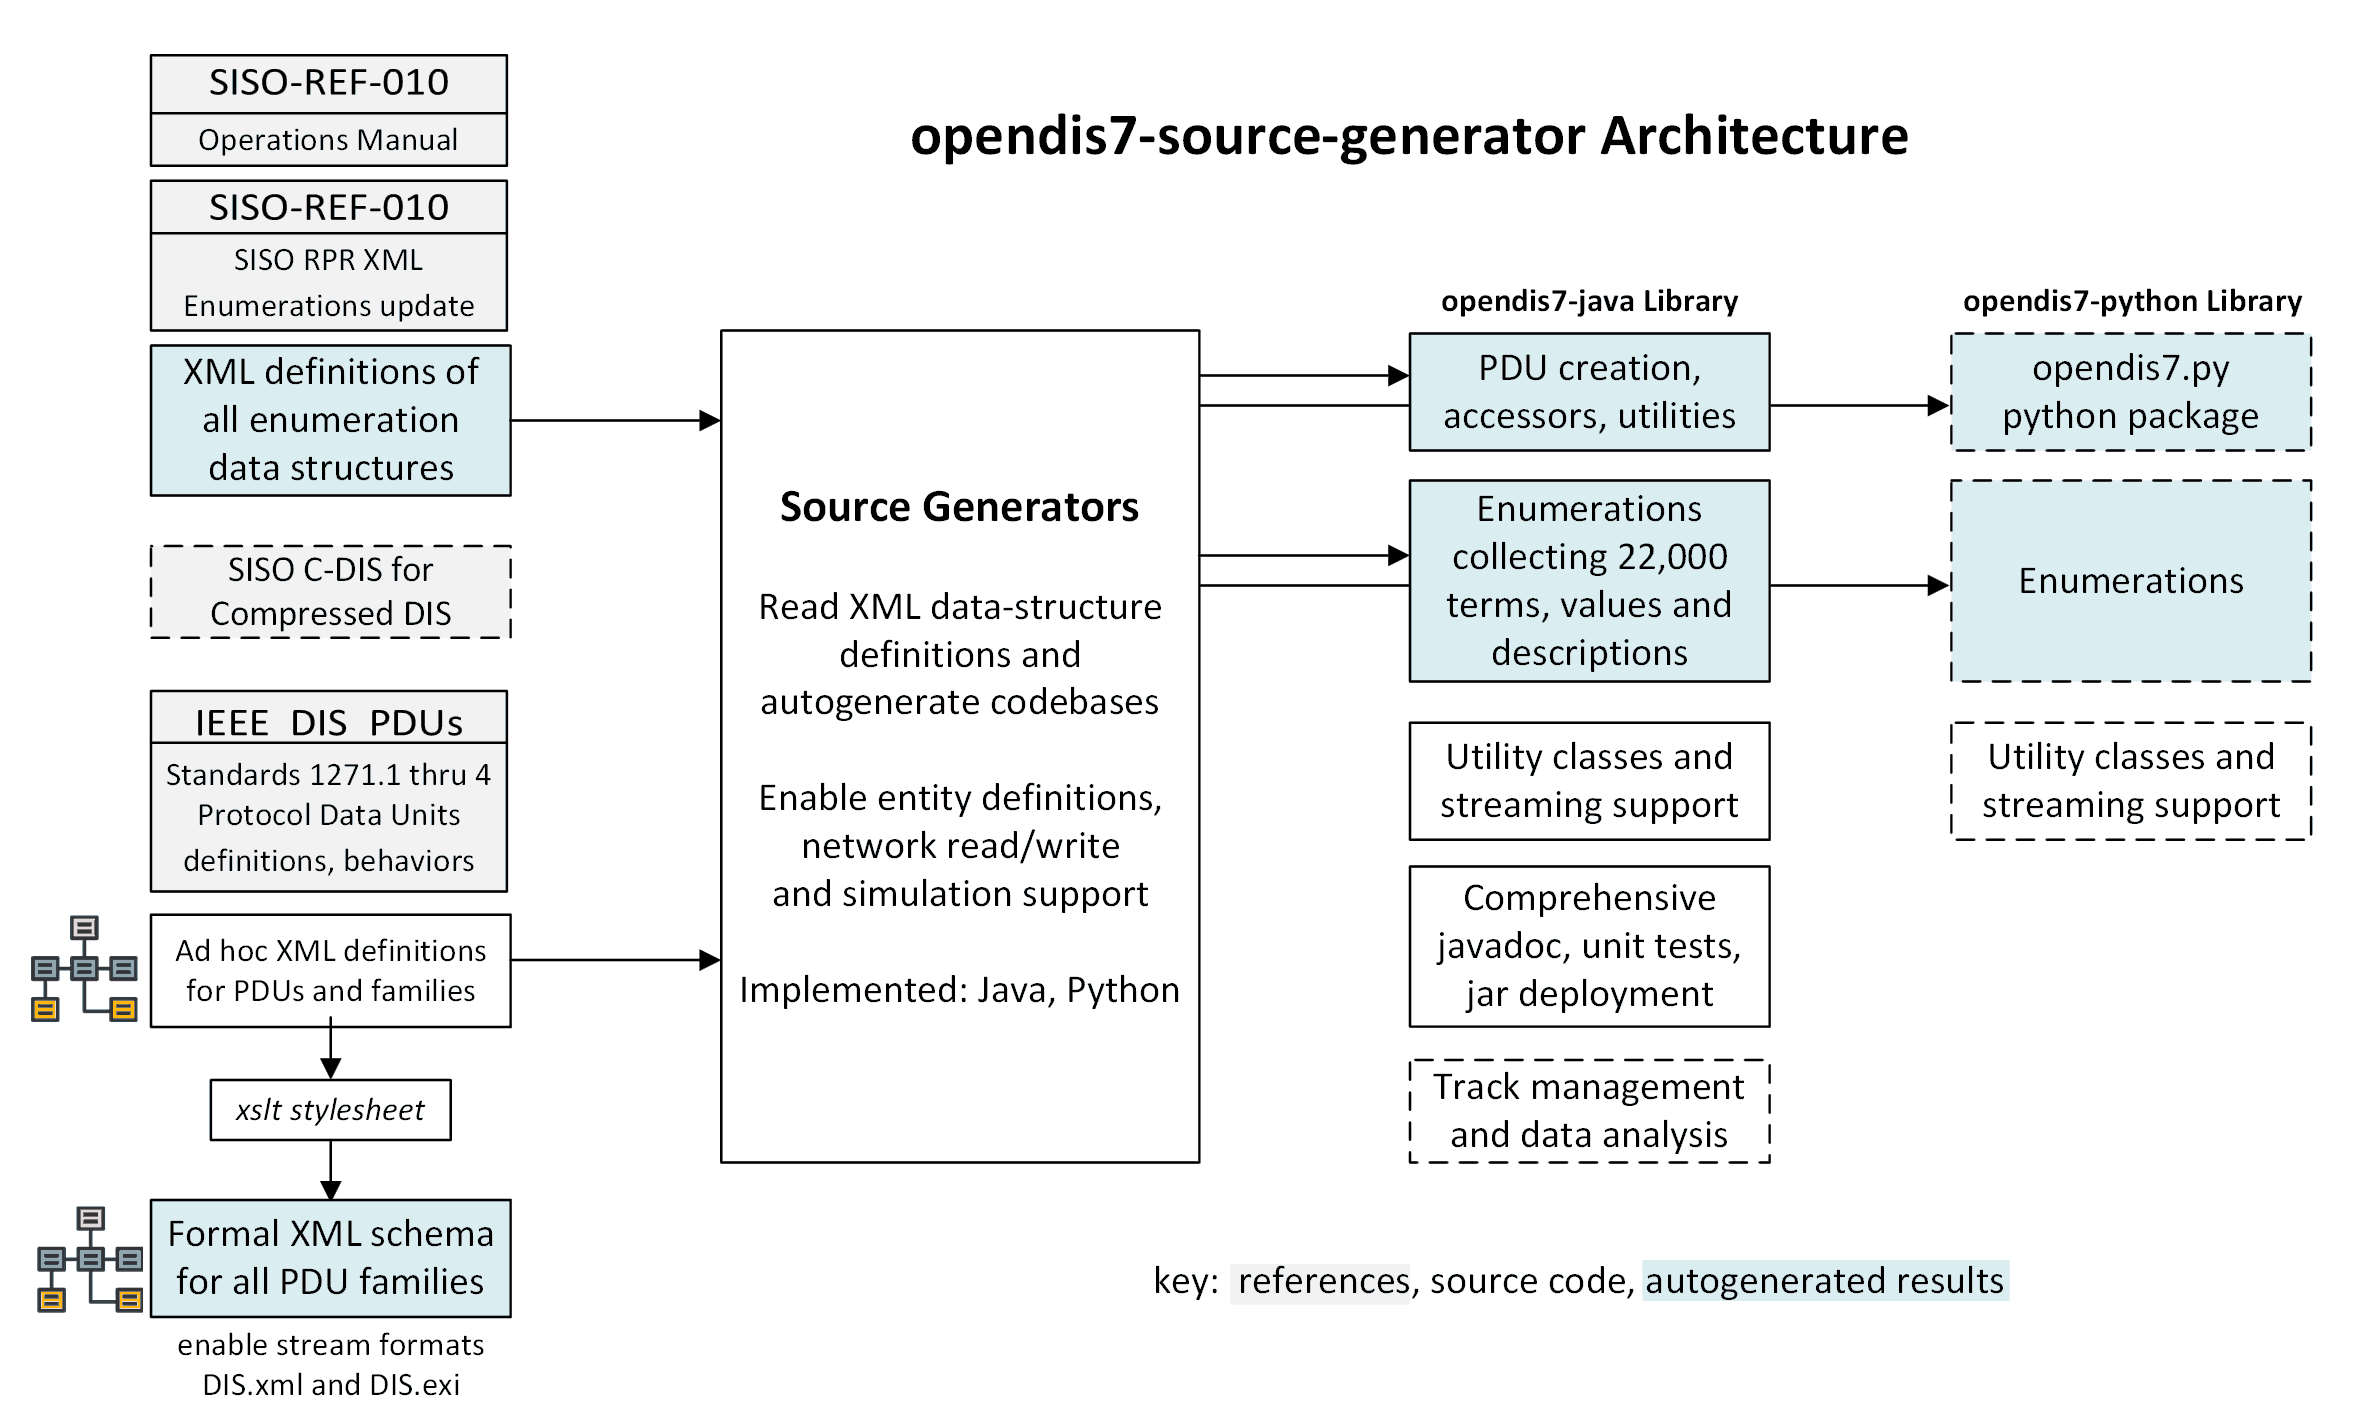 opendis7-source-generator Architecture
SISO-REF-010
Operations Manual
SISO-REF-010
SISO RPR XML
Enumerations update
XML definitions of
all enumeration
data structures
SISO C-DIS for
Compressed DIS
IEEE DIS PDUs
Standards 1271.1 thru 4
Protocol Data Units
definitions, behaviors
Ad hoc XML definitions
for PDUs and families
xslt stylesheet
Formal XML schema
for all PDU families
enable stream formats
DIS.xml and DIS.exi
Source Generators
Read XML data-structure
definitions and
autogenerate codebases
Enable entity definitions,
network read/write
and simulation support
Implemented: Java, Python
opendis7-java Library
PDU creation,
accessors, utilities
Enumerations
collecting 22,000
terms, values and
descriptions
Utility classes and
streaming support
Comprehensive
javadoc, unit tests,
jar deployment
Track management
and data analysis
opendis7-python Library
opendis7.py
python package
Enumerations
Utility classes and
streaming support
key: references, source code, autogenerated results